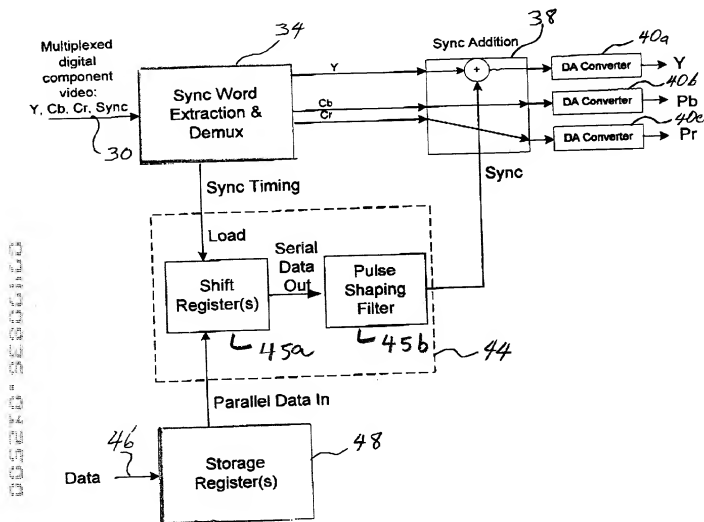 Multiplexed
digital
component
video:
Y, Cb, Cr, Sync
30
34
Sync Word
Extraction &
Demux
Y
Cb
Cr
Sync Addition
38
+
40a
DA Converter
Y
40b
DA Converter
Pb
40c
DA Converter
Pr
Sync
Sync Timing
Load
Shift
Register(s)
45a
Serial
Data
Out
Pulse
Shaping
Filter
45b
44
Parallel Data In
46
Data
Storage
Register(s)
48